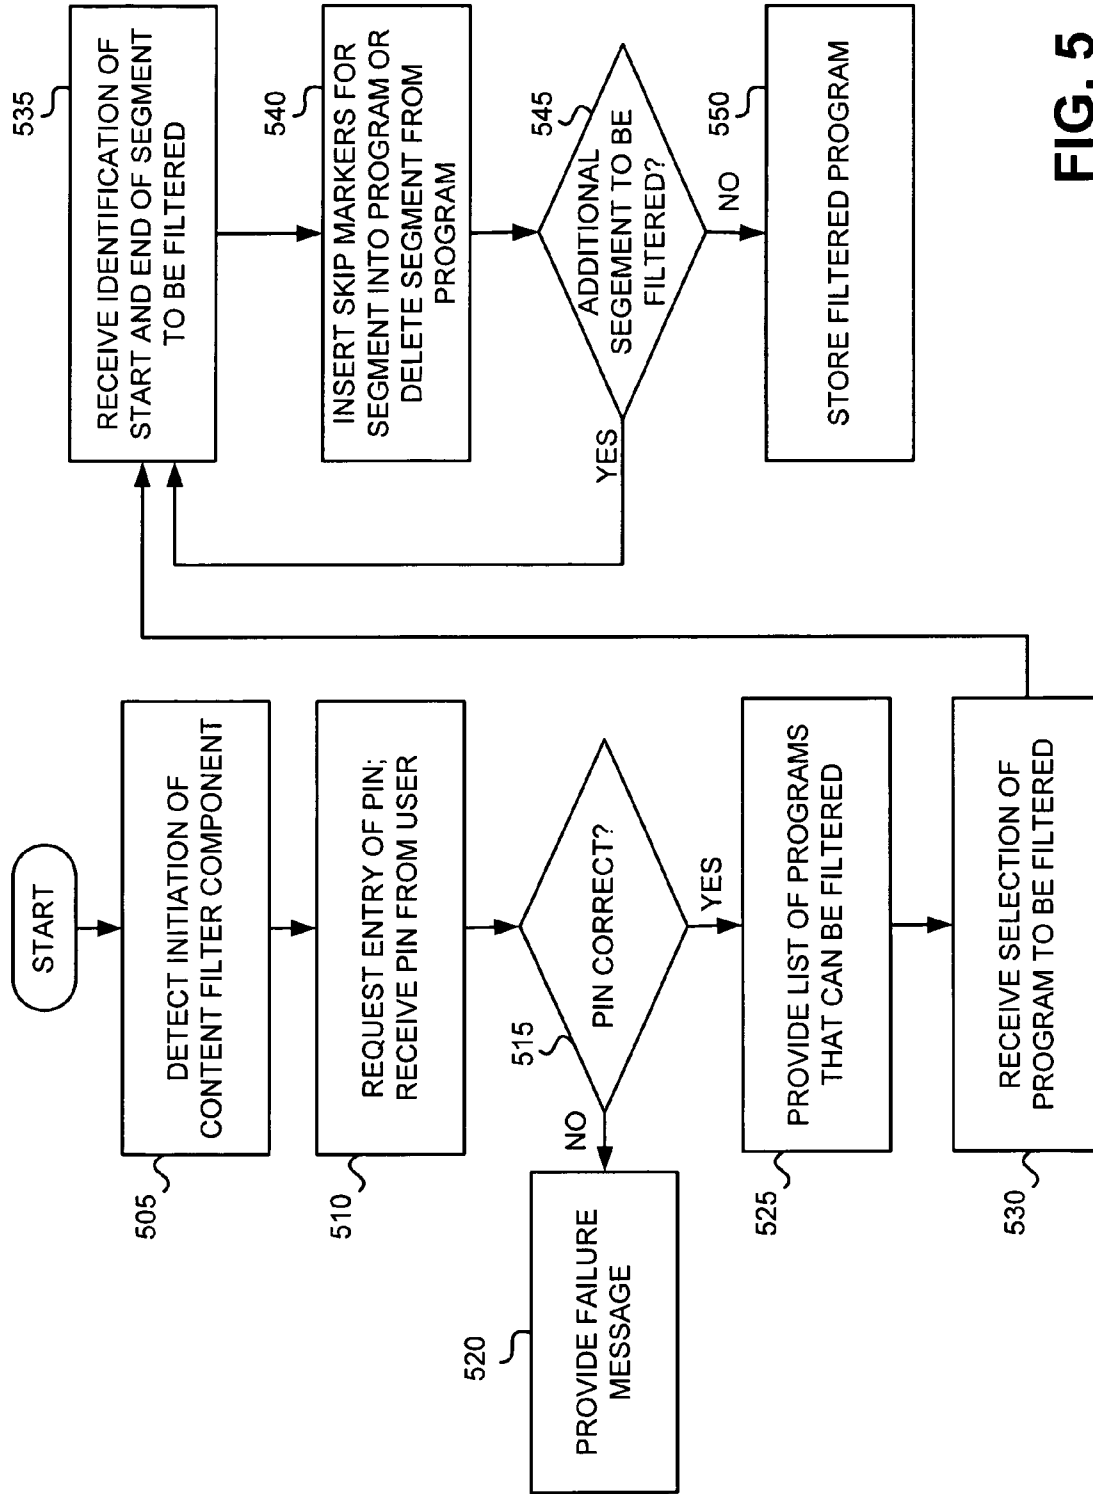 START
DETECT INITIATION OF
CONTENT FILTER COMPONENT
505
REQUEST ENTRY OF PIN;
RECEIVE PIN FROM USER
510
PIN CORRECT?
515
NO
YES
PROVIDE FAILURE
MESSAGE
520
PROVIDE LIST OF PROGRAMS
THAT CAN BE FILTERED
525
RECEIVE SELECTION OF
PROGRAM TO BE FILTERED
530
RECEIVE IDENTIFICATION OF
START AND END OF SEGMENT
TO BE FILTERED
535
INSERT SKIP MARKERS FOR
SEGMENT INTO PROGRAM OR
DELETE SEGMENT FROM
PROGRAM
540
ADDITIONAL
SEGEMENT TO BE
FILTERED?
545
YES
NO
STORE FILTERED PROGRAM
550
FIG. 5